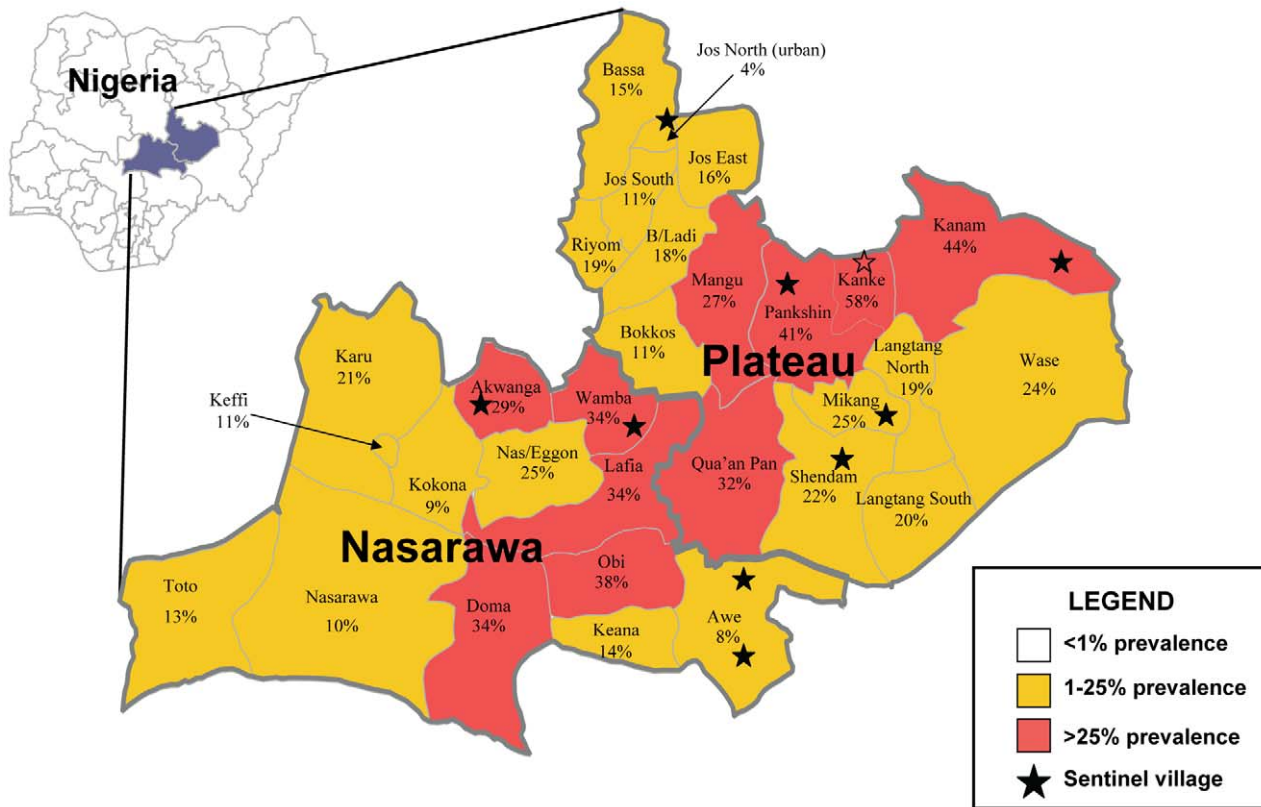 Nigeria
Jos North (urban)
4%
Bassa
15%
Jos East
16%
Jos South
11%
B/Ladi
18%
Riyom
19%
Kanam
44%
Mangu
27%
Kanke
58%
Pankshin
41%
Bokkos
11%
Plateau
Langtang
North
19%
Wase
24%
Mikang
25%
Qua'an Pan
32%
Shendam
22%
Langtang South
20%
Karu
21%
Keffi
11%
Akwanga
29%
Wamba
34%
Nas/Eggon
25%
Lafia
34%
Kokona
9%
Nasarawa
Obi
38%
Toto
13%
Nasarawa
10%
Doma
34%
Keana
14%
Awe
8%
LEGEND
<1% prevalence
1-25% prevalence
>25% prevalence
Sentinel village